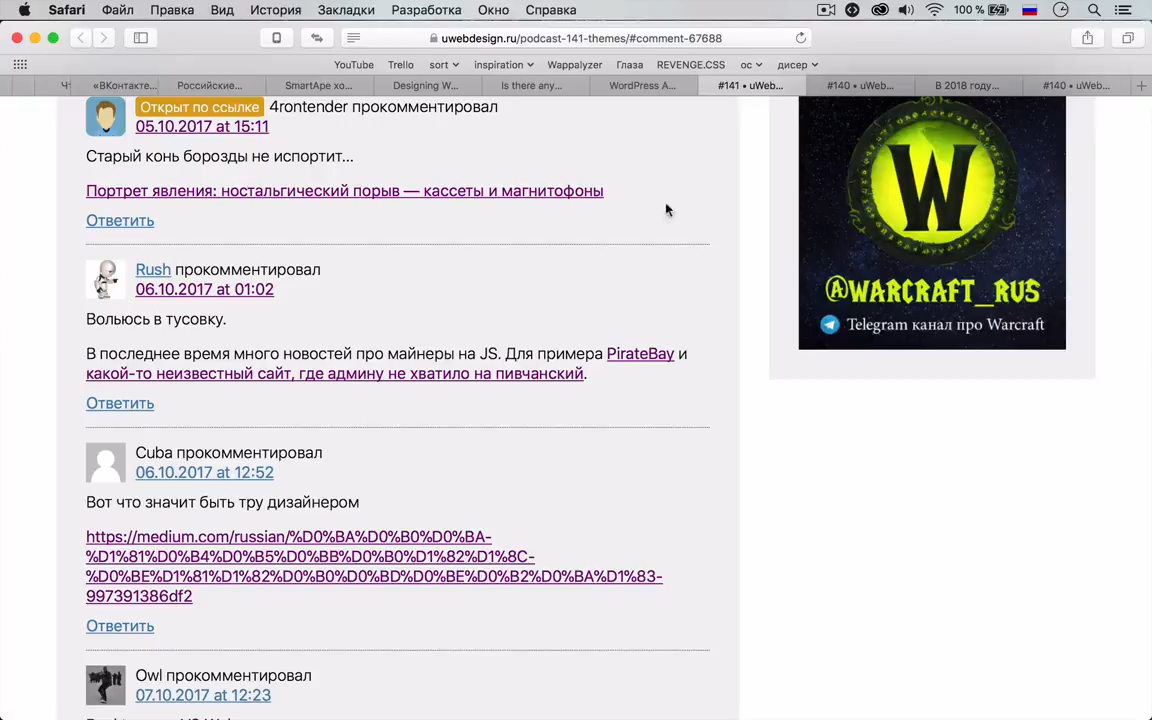 Safari Файл Правка Вид История Закладки Разработка Окно Справка 100 %
uwebdesign.ru/podcast-141-themes/#comment-67688
YouTube Trello sort inspiration Wappalyzer Глаза REVENGE.CSS ос дисер
Ч «ВКонтакте... Российские... SmartApe хо... Designing W... Is there any... WordPress A... #141 • uWeb... #140 • uWeb... В 2018 году... #140 • uWeb...
Открыт по ссылке 4rontender прокомментировал
05.10.2017 at 15:11
Старый конь борозды не испортит...
Портрет явления: ностальгический порыв — кассеты и магнитофоны
Ответить
Rush прокомментировал
06.10.2017 at 01:02
Вольюсь в тусовку.
В последнее время много новостей про майнеры на JS. Для примера PirateBay и
какой-то неизвестный сайт, где админу не хватило на пивчанский.
Ответить
Cuba прокомментировал
06.10.2017 at 12:52
Вот что значит быть тру дизайнером
https://medium.com/russian/%D0%BA%D0%B0%D0%BA-
%D1%81%D0%B4%D0%B5%D0%BB%D0%B0%D1%82%D1%8C-
%D0%BE%D1%81%D1%82%D0%B0%D0%BD%D0%BE%D0%B2%D0%BA%D1%83-
997391386df2
Ответить
Owl прокомментировал
07.10.2017 at 12:23
W
@WARCRAFT_RUS
Telegram канал про Warcraft